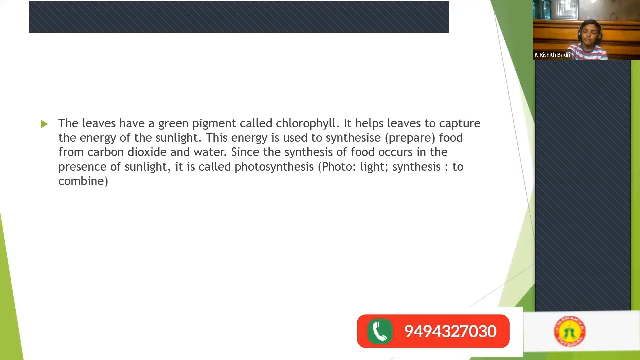 The leaves have a green pigment called chlorophyll. It helps leaves to capture
the energy of the sunlight. This energy is used to synthesise (prepare) food
from carbon dioxide and water. Since the synthesis of food occurs in the
presence of sunlight, it is called photosynthesis (Photo: light; synthesis : to
combine)
9494327030